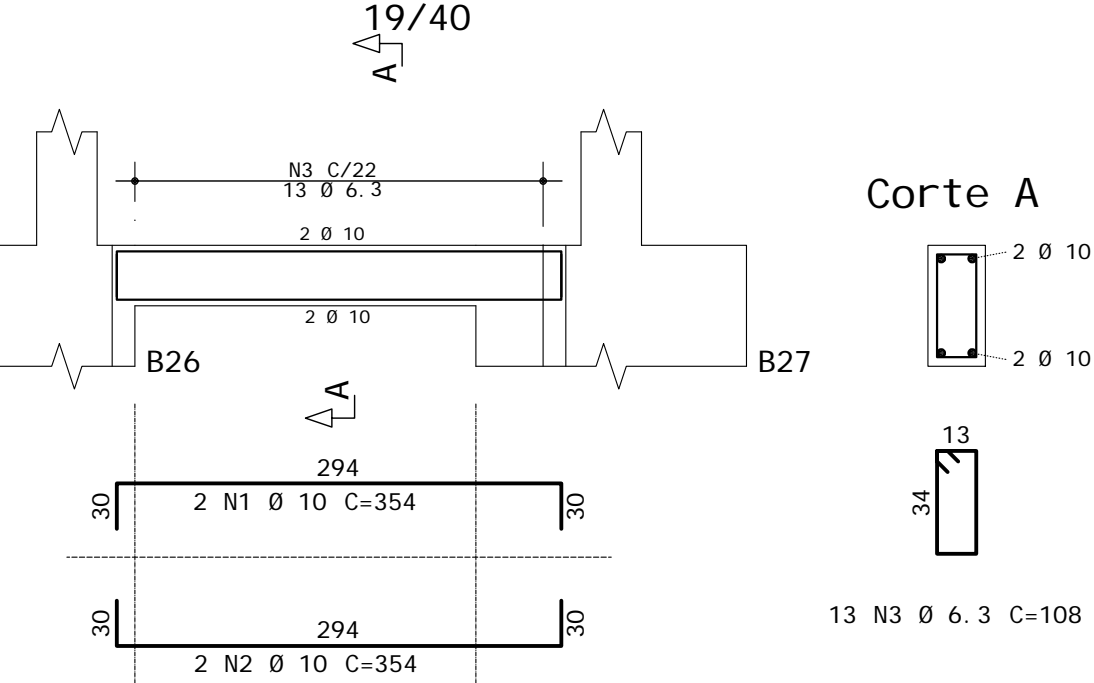 19/40
A
N3 C/22
13 Ø 6.3
Corte A
2 Ø 10
2 Ø 10
2 Ø 10
2 Ø 10
B26
B27
A
13
294
30
30
2 N1 Ø 10 C=354
34
30
30
294
2 N2 Ø 10 C=354
13 N3 Ø 6.3 C=108